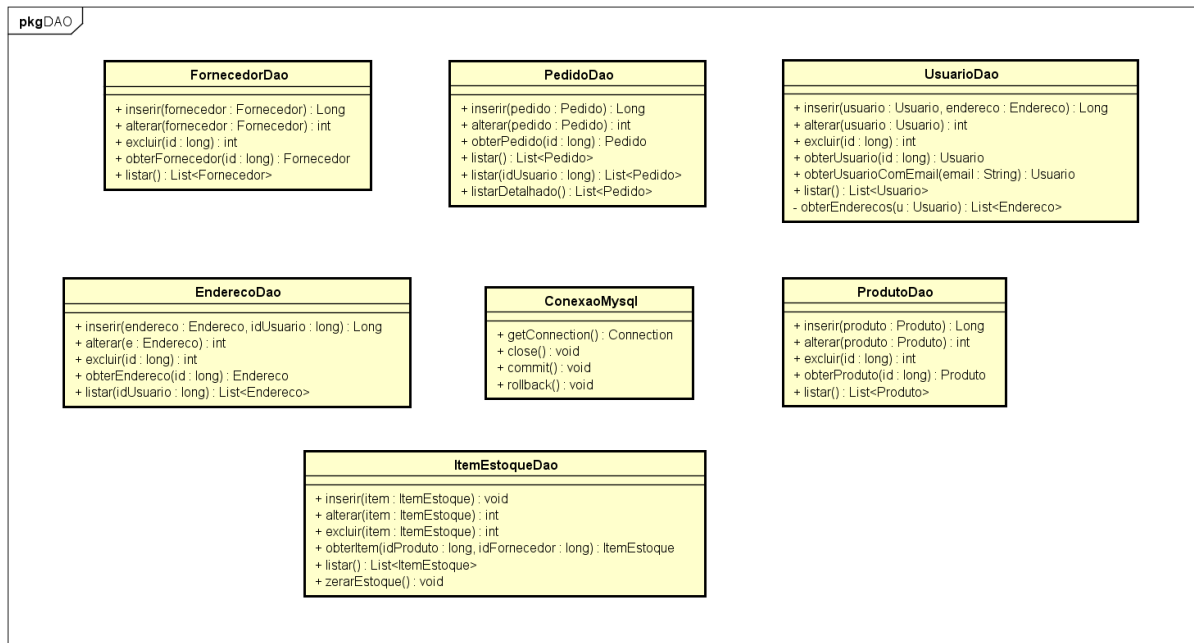 pkgDAO
FornecedorDao
+ inserir(fornecedor : Fornecedor) : Long
+ alterar(fornecedor : Fornecedor) : int
+ excluir(id : long) : int
+ obterFornecedor(id : long) : Fornecedor
+ listar() : List<Fornecedor>
PedidoDao
+ inserir(pedido : Pedido) : Long
+ alterar(pedido : Pedido) : int
+ obterPedido(id : long) : Pedido
+ listar() : List<Pedido>
+ listar(idUsuario : long) : List<Pedido>
+ listarDetalhado() : List<Pedido>
UsuarioDao
+ inserir(usuario : Usuario, endereco : Endereco) : Long
+ alterar(usuario : Usuario) : int
+ excluir(id : long) : int
+ obterUsuario(id : long) : Usuario
+ obterUsuarioComEmail(email : String) : Usuario
+ listar() : List<Usuario>
- obterEnderecos(u : Usuario) : List<Endereco>
EnderecoDao
+ inserir(endereco : Endereco, idUsuario : long) : Long
+ alterar(e : Endereco) : int
+ excluir(id : long) : int
+ obterEndereco(id : long) : Endereco
+ listar(idUsuario : long) : List<Endereco>
ConexaoMysql
+ getConnection() : Connection
+ close() : void
+ commit() : void
+ rollback() : void
ProdutoDao
+ inserir(produto : Produto) : Long
+ alterar(produto : Produto) : int
+ excluir(id : long) : int
+ obterProduto(id : long) : Produto
+ listar() : List<Produto>
ItemEstoqueDao
+ inserir(item : ItemEstoque) : void
+ alterar(item : ItemEstoque) : int
+ excluir(item : ItemEstoque) : int
+ obterItem(idProduto : long, idFornecedor : long) : ItemEstoque
+ listar() : List<ItemEstoque>
+ zerarEstoque() : void